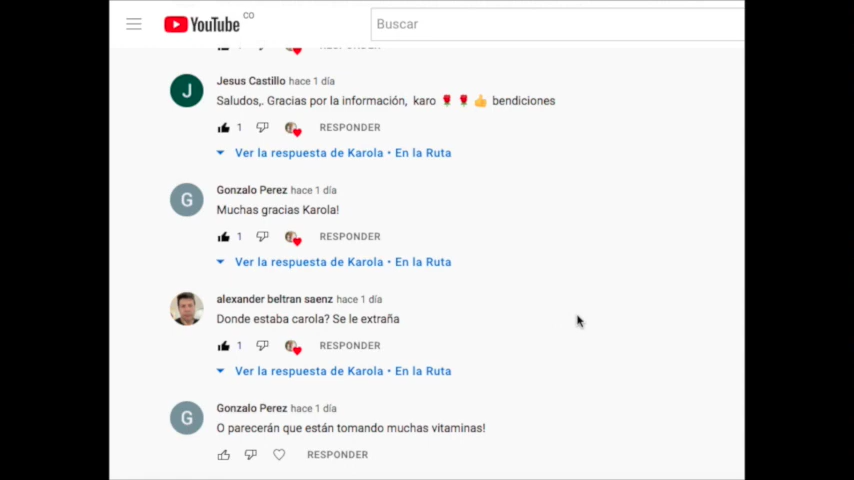 YouTube CO
Buscar
Jesus Castillo hace 1 día
Saludos,. Gracias por la información, karo 🌹 🌹 👍 bendiciones
1 RESPONDER
Ver la respuesta de Karola • En la Ruta
G
Gonzalo Perez hace 1 día
Muchas gracias Karola!
1 RESPONDER
Ver la respuesta de Karola • En la Ruta
alexander beltran saenz hace 1 día
Donde estaba carola? Se le extraña
1 RESPONDER
Ver la respuesta de Karola • En la Ruta
G
Gonzalo Perez hace 1 día
O parecerán que están tomando muchas vitaminas!
RESPONDER